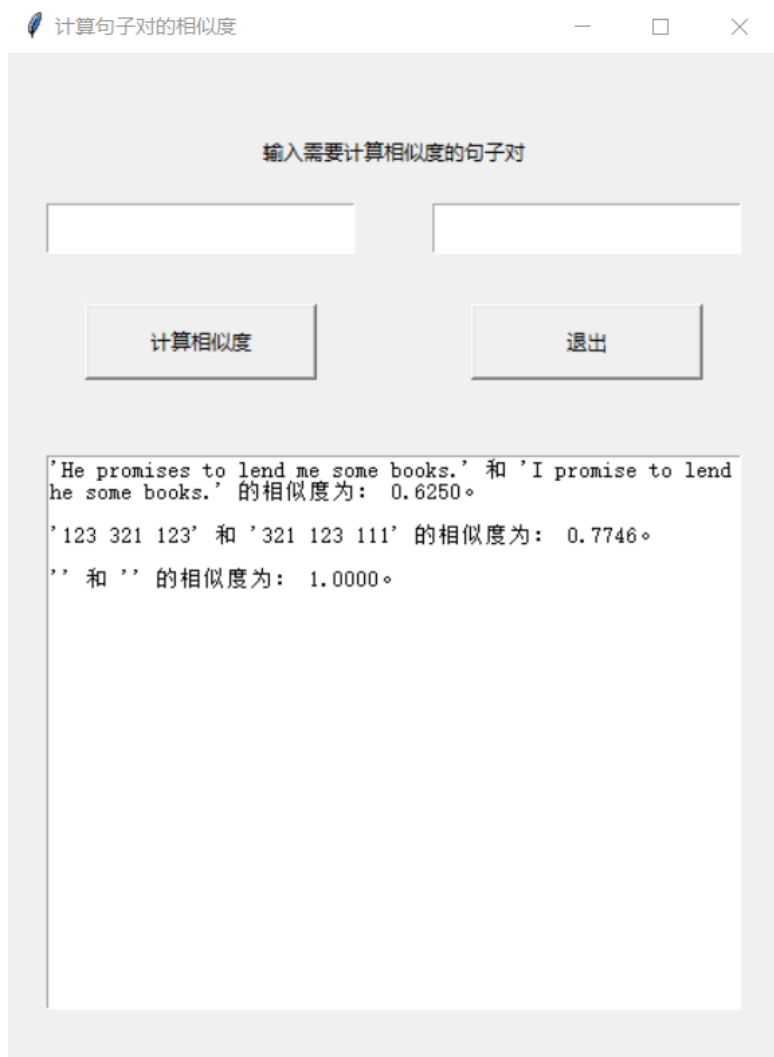 计算句子对的相似度
输入需要计算相似度的句子对
计算相似度
退出
'He promises to lend me some books.' 和 'I promise to lend
he some books.' 的相似度为： 0.6250。
'123 321 123' 和 '321 123 111' 的相似度为： 0.7746。
'' 和 '' 的相似度为： 1.0000。